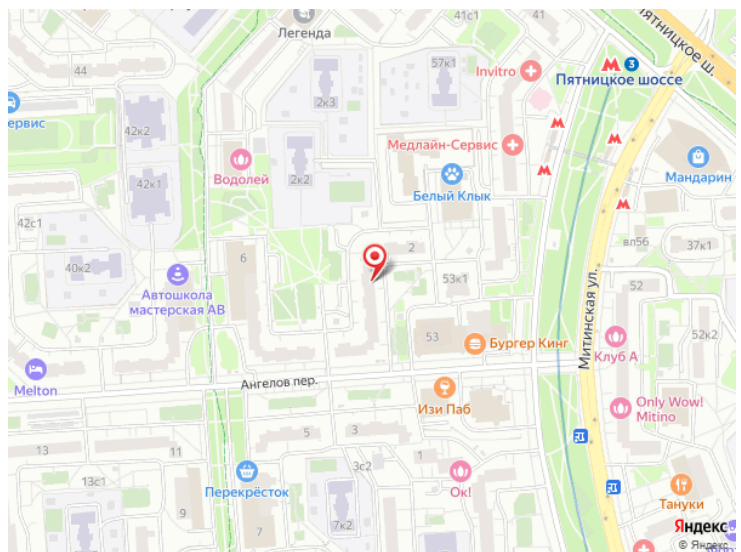 41с1
41
Легенда
57к1
Invitro
Пятницкое ш.
3
Пятницкое шоссе
44
2к3
ервис
42к2
Медлайн-Сервис
Мандарин
Водолей
42к1
2к2
Белый Клык
42с1
вл5б
37к1
6
2
40к2
53к1
52
Автошкола
мастерская АВ
Митинская ул.
53
Бургер Кинг
52к2
Клуб А
Melton
Ангелов пер.
Изи Паб
Only Wow!
Mitino
13
11
5
3
1
3с2
13с1
Перекрёсток
Ок!
Тануки
9
7
7к2
Яндекс
© Яндекс